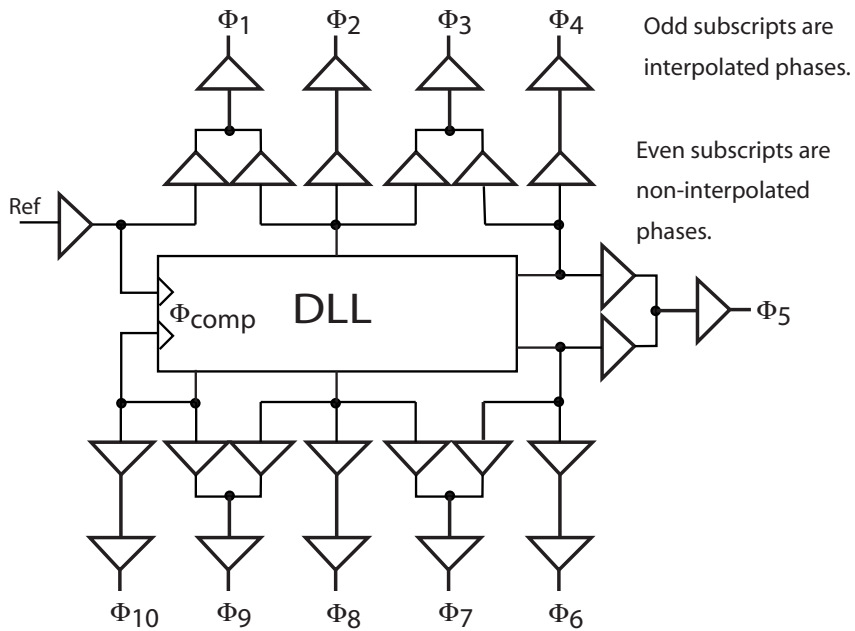 Φ1 Φ2 Φ3 Φ4
Odd subscripts are
interpolated phases.
Even subscripts are
non-interpolated
phases.
Ref
Φcomp
DLL
Φ5
Φ10 Φ9 Φ8 Φ7 Φ6